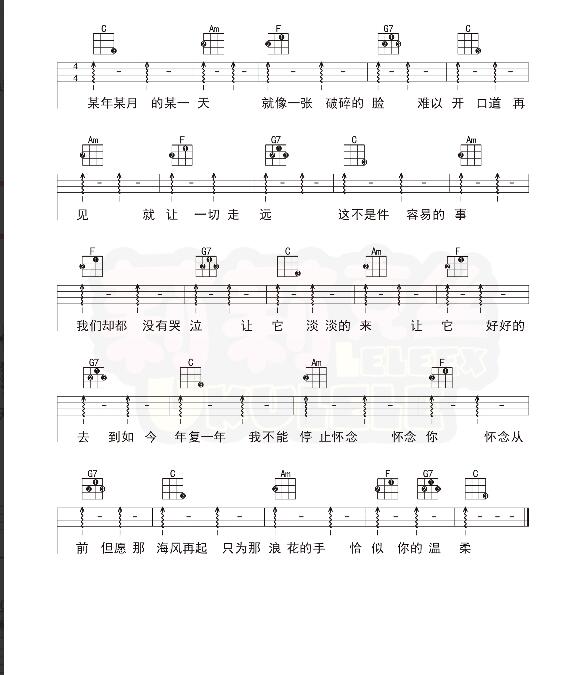 C Am F G7 C
4
4
某年某月 的某一 天 就像一张 破碎的 脸 难以 开 口道 再
Am F G7 C Am
见 就 让 一切 走 远 这不是件 容易的 事
F G7 C Am F
我们却都 没有哭 泣 让 它 淡淡的 来 让 它 好好的
G7 C Am F
去 到如 今 年复一年 我不能 停 止怀念 怀念 你 怀念从
G7 C Am F G7 C
前 但愿 那 海风再起 只为那 浪 花的手 恰 似 你的 温 柔
LELEFX
UKULELE